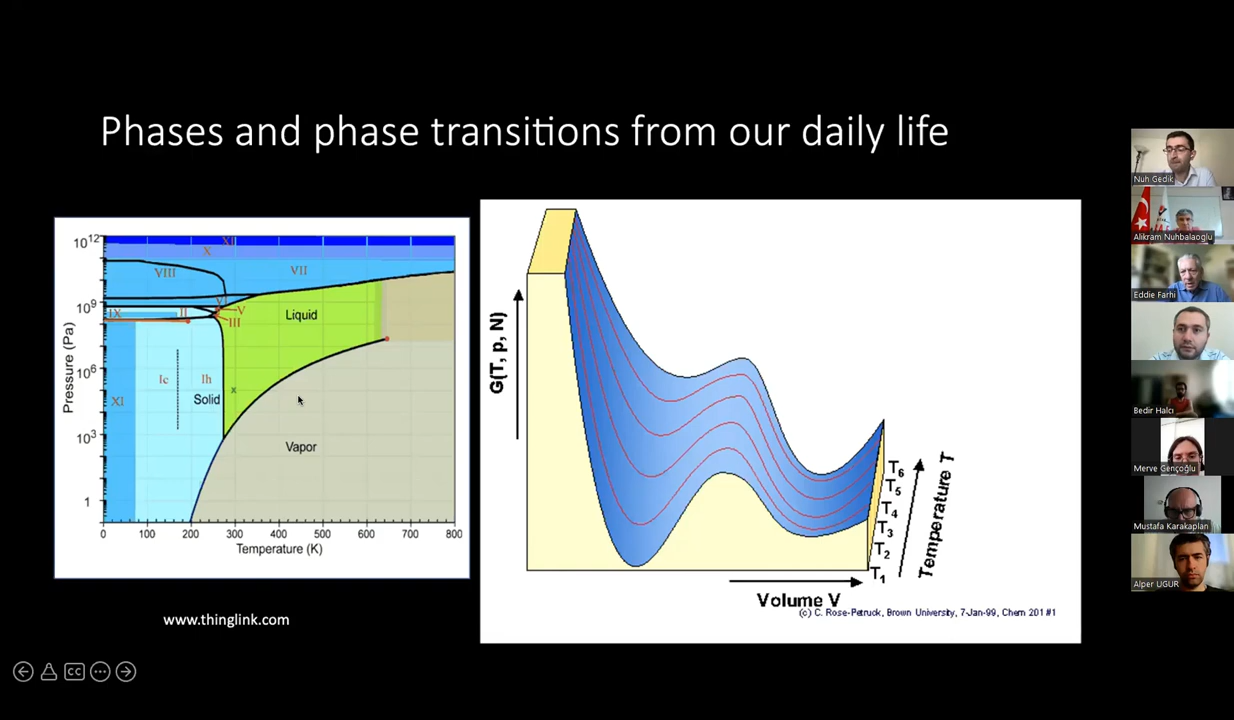 Phases and phase transitions from our daily life
10¹²
10⁹
10⁶
10³
1
Pressure (Pa)
XI
X
VIII
VII
VI
V
IX
II
III
Liquid
Ic
Ih
XI
Solid
Vapor
0 100 200 300 400 500 600 700 800
Temperature (K)
www.thinglink.com
G(T, p, N)
T₆
T₅
T₄
T₃
T₂
T₁
Temperature T
Volume V
(c) C. Rose-Petruck, Brown University, 7-Jan-99, Chem 201 #1
Nuh Gedik
Alikram Nuhbalaoğlu
Eddie Farhi
Bedir Halcı
Merve Gençoğlu
Mustafa Karakaplan
Alper UGUR
CC